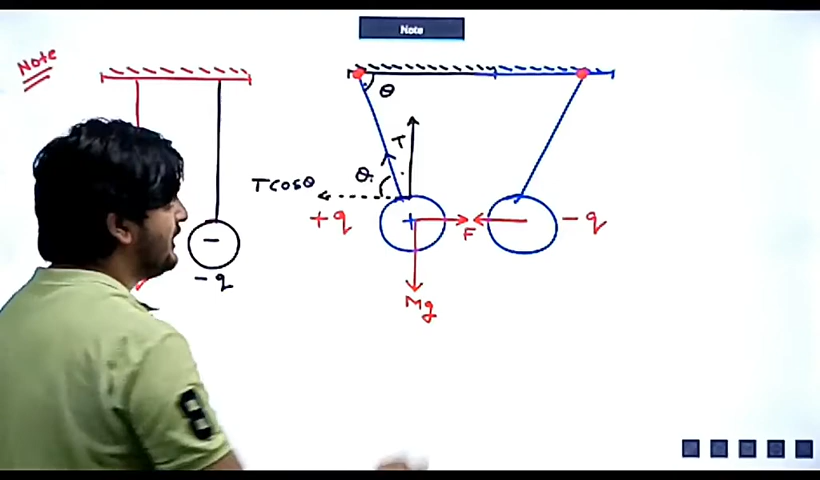 Note
Note
θ
T
θ
Tcosθ
+q
+
F
-q
−
-q
Mg